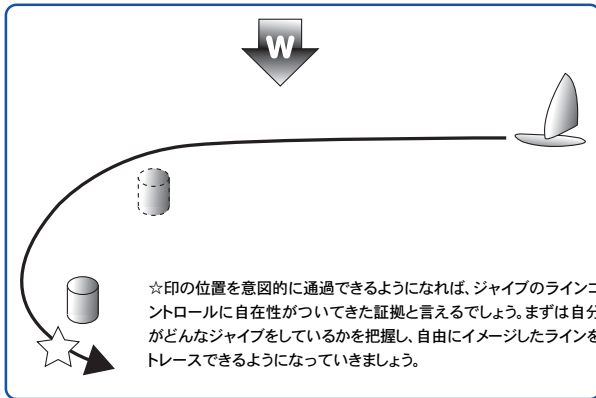 W
☆印の位置を意図的に通過できるようになれば、ジャイブのラインコ
ントロールに自在性がついてきた証拠と言えるでしょう。まずは自分
がどんなジャイブをしているかを把握し、自由にイメージしたラインを
トレースできるようになっていきましょう。